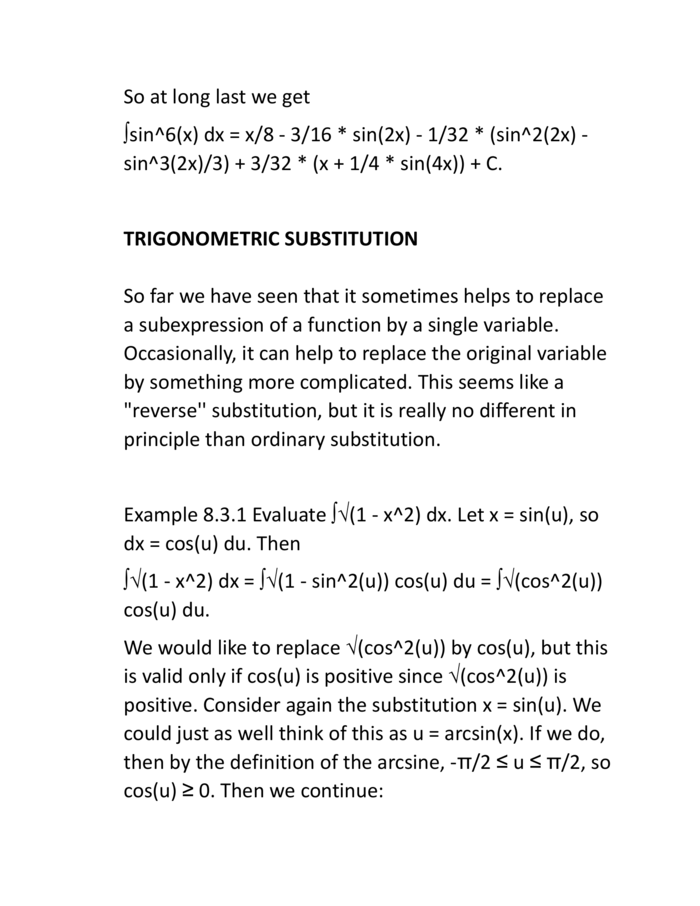 So at long last we get
∫sin^6(x) dx = x/8 - 3/16 * sin(2x) - 1/32 * (sin^2(2x) -
sin^3(2x)/3) + 3/32 * (x + 1/4 * sin(4x)) + C.
TRIGONOMETRIC SUBSTITUTION
So far we have seen that it sometimes helps to replace
a subexpression of a function by a single variable.
Occasionally, it can help to replace the original variable
by something more complicated. This seems like a
"reverse'' substitution, but it is really no different in
principle than ordinary substitution.
Example 8.3.1 Evaluate ∫√(1 - x^2) dx. Let x = sin(u), so
dx = cos(u) du. Then
∫√(1 - x^2) dx = ∫√(1 - sin^2(u)) cos(u) du = ∫√(cos^2(u))
cos(u) du.
We would like to replace √(cos^2(u)) by cos(u), but this
is valid only if cos(u) is positive since √(cos^2(u)) is
positive. Consider again the substitution x = sin(u). We
could just as well think of this as u = arcsin(x). If we do,
then by the definition of the arcsine, -π/2 ≤ u ≤ π/2, so
cos(u) ≥ 0. Then we continue: